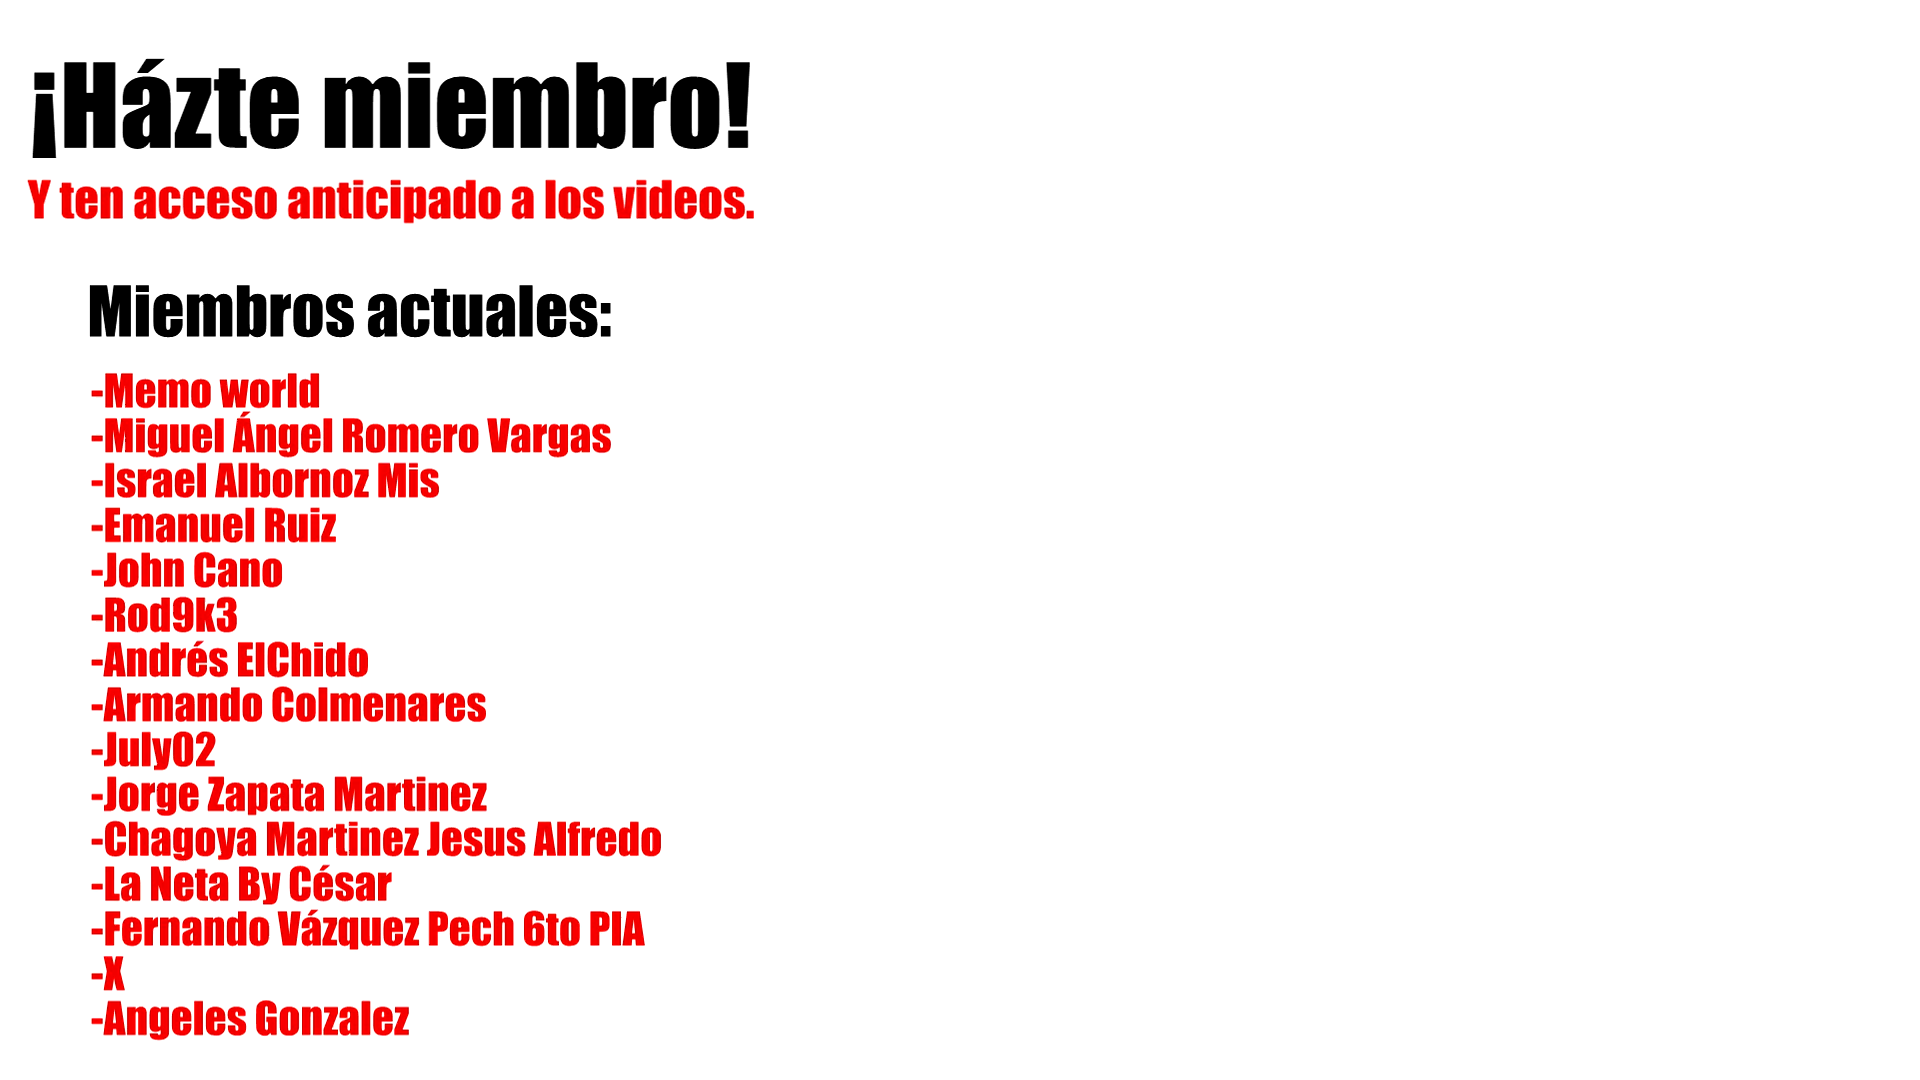 ¡Házte miembro!
Y ten acceso anticipado a los videos.
Miembros actuales:
-Memo world
-Miguel Ángel Romero Vargas
-Israel Albornoz Mis
-Emanuel Ruiz
-John Cano
-Rod9k3
-Andrés ElChido
-Armando Colmenares
-July02
-Jorge Zapata Martinez
-Chagoya Martinez Jesus Alfredo
-La Neta By César
-Fernando Vázquez Pech 6to PIA
-X
-Angeles Gonzalez